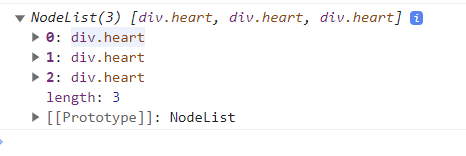 NodeList(3) [div.heart, div.heart, div.heart] i
0: div.heart
1: div.heart
2: div.heart
length: 3
[[Prototype]]: NodeList